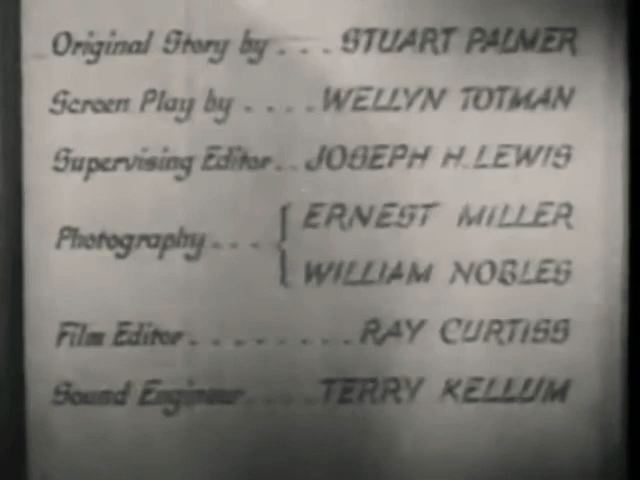 Original Story by . . . STUART PALMER
Screen Play by . . . . WELLYN TOTMAN
Supervising Editor . . JOSEPH H. LEWIS
Photography . . . . { ERNEST MILLER
WILLIAM NOBLES
Film Editor . . . . . . . . . RAY CURTISS
Sound Engineer . . . . . TERRY KELLUM